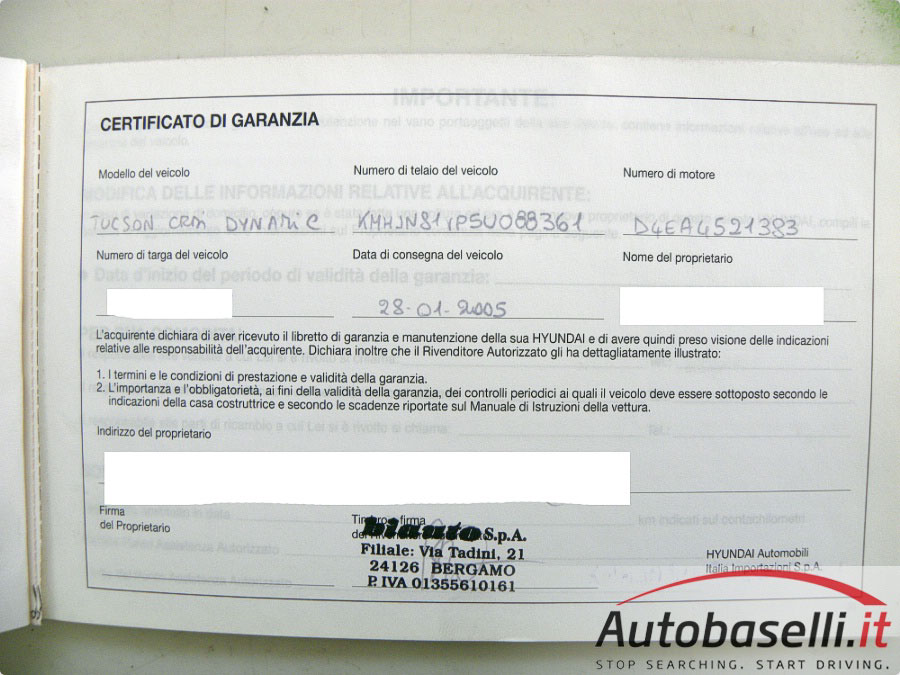 CERTIFICATO DI GARANZIA
Modello del veicolo
Numero di telaio del veicolo
Numero di motore
TUCSON CRDI DYNAMIC
KMHJN81VP5U088361
D4EA4521383
Numero di targa del veicolo
Data di consegna del veicolo
Nome del proprietario
28-01-2005
L'acquirente dichiara di aver ricevuto il libretto di garanzia e manutenzione della sua HYUNDAI e di avere quindi preso visione delle indicazioni
relative alle responsabilità dell'acquirente. Dichiara inoltre che il Rivenditore Autorizzato gli ha dettagliatamente illustrato:
1. I termini e le condizioni di prestazione e validità della garanzia.
2. L'importanza e l'obbligatorietà, ai fini della validità della garanzia, dei controlli periodici ai quali il veicolo deve essere sottoposto secondo le
indicazioni della casa costruttrice e secondo le scadenze riportate sul Manuale di Istruzioni della vettura.
Indirizzo del proprietario
Firma
del Proprietario
Timbro e firma
biauto S.p.A.
Filiale: Via Tadini, 21
24126 BERGAMO
P. IVA 01355610161
HYUNDAI Automobili
Italia Importazioni S.p.A.
Autobaselli.it
STOP SEARCHING. START DRIVING.